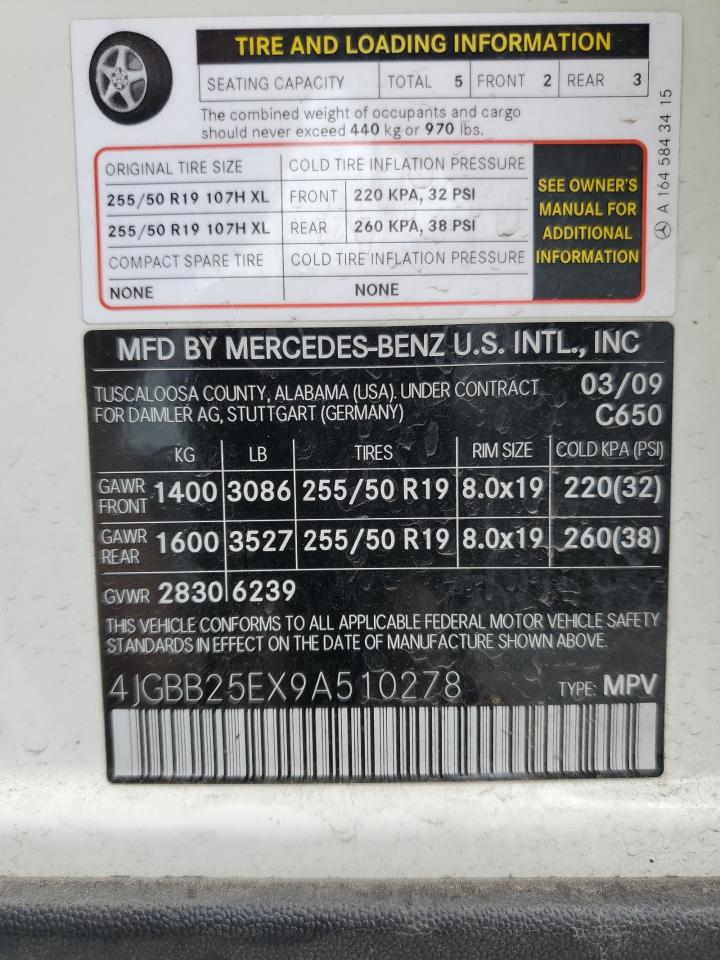 TIRE AND LOADING INFORMATION
SEATING CAPACITY TOTAL 5 FRONT 2 REAR 3
The combined weight of occupants and cargo
should never exceed 440 kg or 970 lbs.
ORIGINAL TIRE SIZE COLD TIRE INFLATION PRESSURE
255/50 R19 107H XL FRONT 220 KPA, 32 PSI
255/50 R19 107H XL REAR 260 KPA, 38 PSI
COMPACT SPARE TIRE COLD TIRE INFLATION PRESSURE
NONE NONE
SEE OWNER'S
MANUAL FOR
ADDITIONAL
INFORMATION
A 164 584 34 15
MFD BY MERCEDES-BENZ U.S. INTL., INC
TUSCALOOSA COUNTY, ALABAMA (USA). UNDER CONTRACT 03/09
FOR DAIMLER AG, STUTTGART (GERMANY) C650
KG LB TIRES RIM SIZE COLD KPA (PSI)
GAWR FRONT 1400 3086 255/50 R19 8.0x19 220(32)
GAWR REAR 1600 3527 255/50 R19 8.0x19 260(38)
GVWR 2830 6239
THIS VEHICLE CONFORMS TO ALL APPLICABLE FEDERAL MOTOR VEHICLE SAFETY
STANDARDS IN EFFECT ON THE DATE OF MANUFACTURE SHOWN ABOVE.
4JGBB25EX9A510278 TYPE: MPV